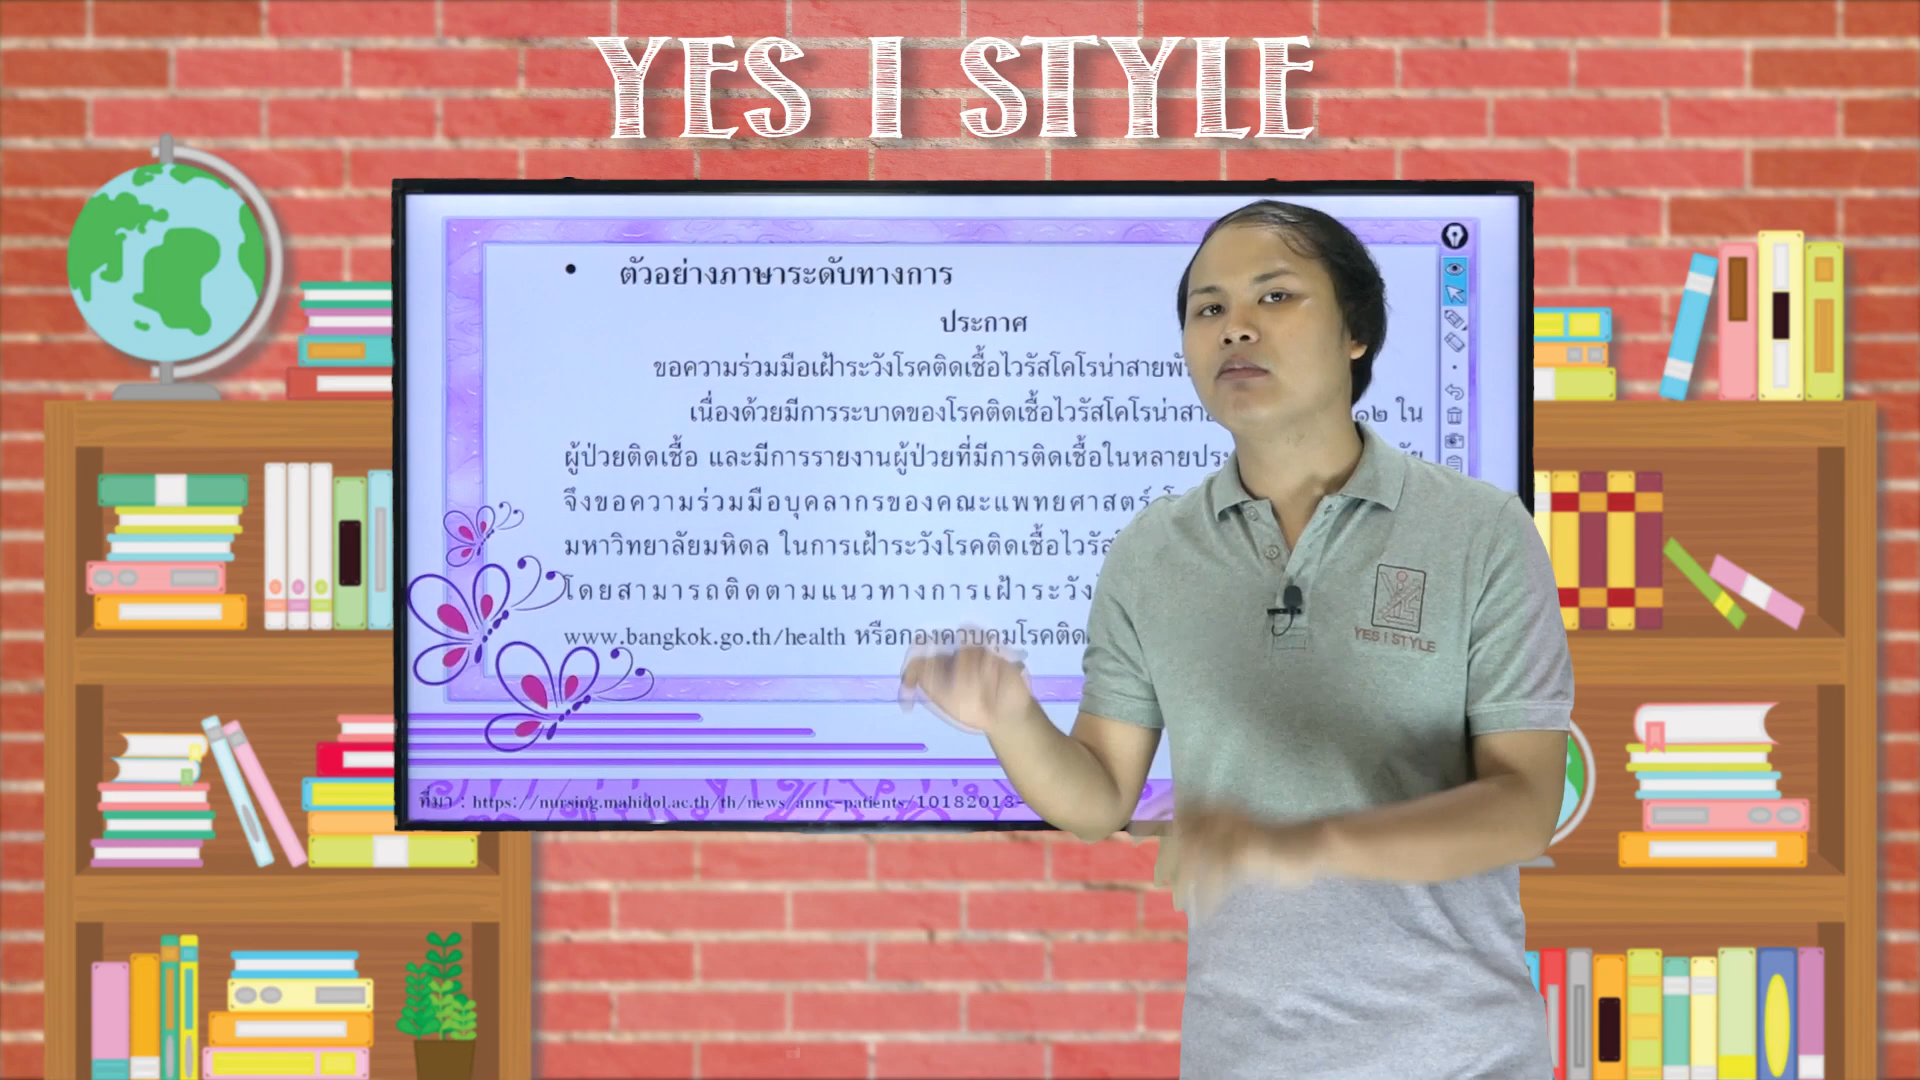 YES I STYLE
• ตัวอย่างภาษาระดับทางการ
ประกาศ
ขอความร่วมมือเฝ้าระวังโรคติดเชื้อไวรัสโคโรน่าสายพั
เนื่องด้วยมีการระบาดของโรคติดเชื้อไวรัสโคโรน่าสา ๑๒ ใน
ผู้ป่วยติดเชื้อ และมีการรายงานผู้ป่วยที่มีการติดเชื้อในหลายประ
จึงขอความร่วมมือบุคลากรของคณะแพทยศาสตร์
มหาวิทยาลัยมหิดล ในการเฝ้าระวังโรคติดเชื้อไวรัส
โดยสามารถติดตามแนวทางการเฝ้าระวัง
www.bangkok.go.th/health หรือกองควบคุมโรคติด
ที่มา : https://nursing.mahidol.ac.th/th/news/annc-patients/10182013-
YES I STYLE